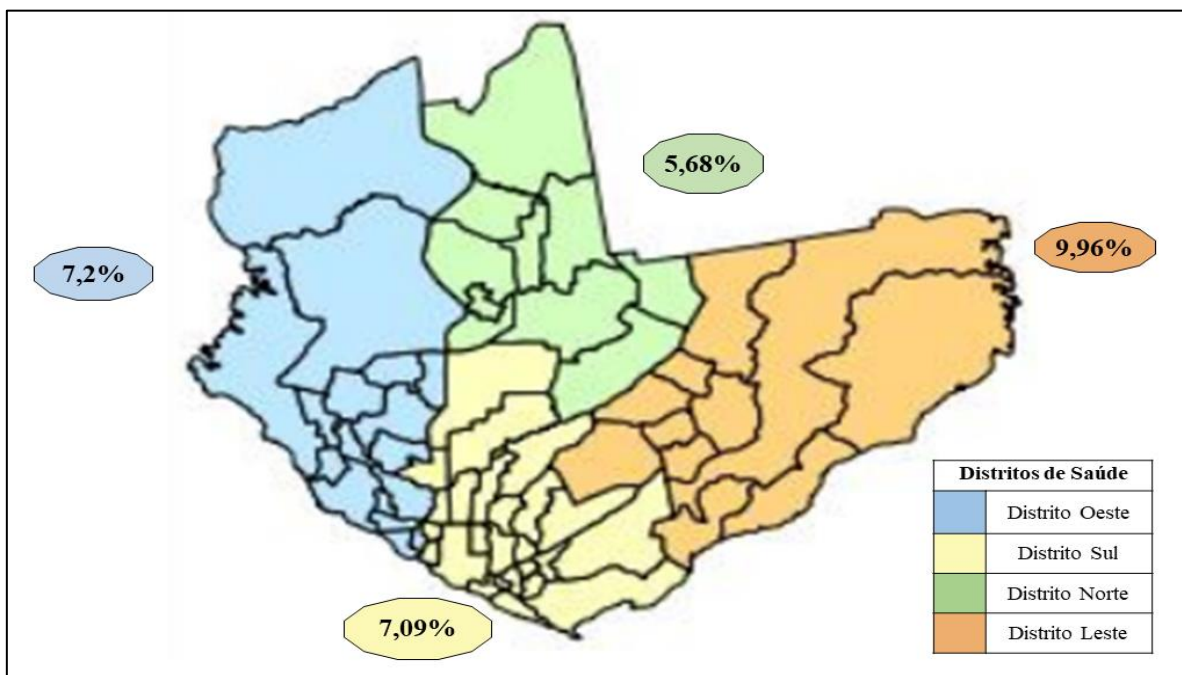 5,68%
9,96%
7,2%
7,09%
Distritos de Saúde
Distrito Oeste
Distrito Sul
Distrito Norte
Distrito Leste